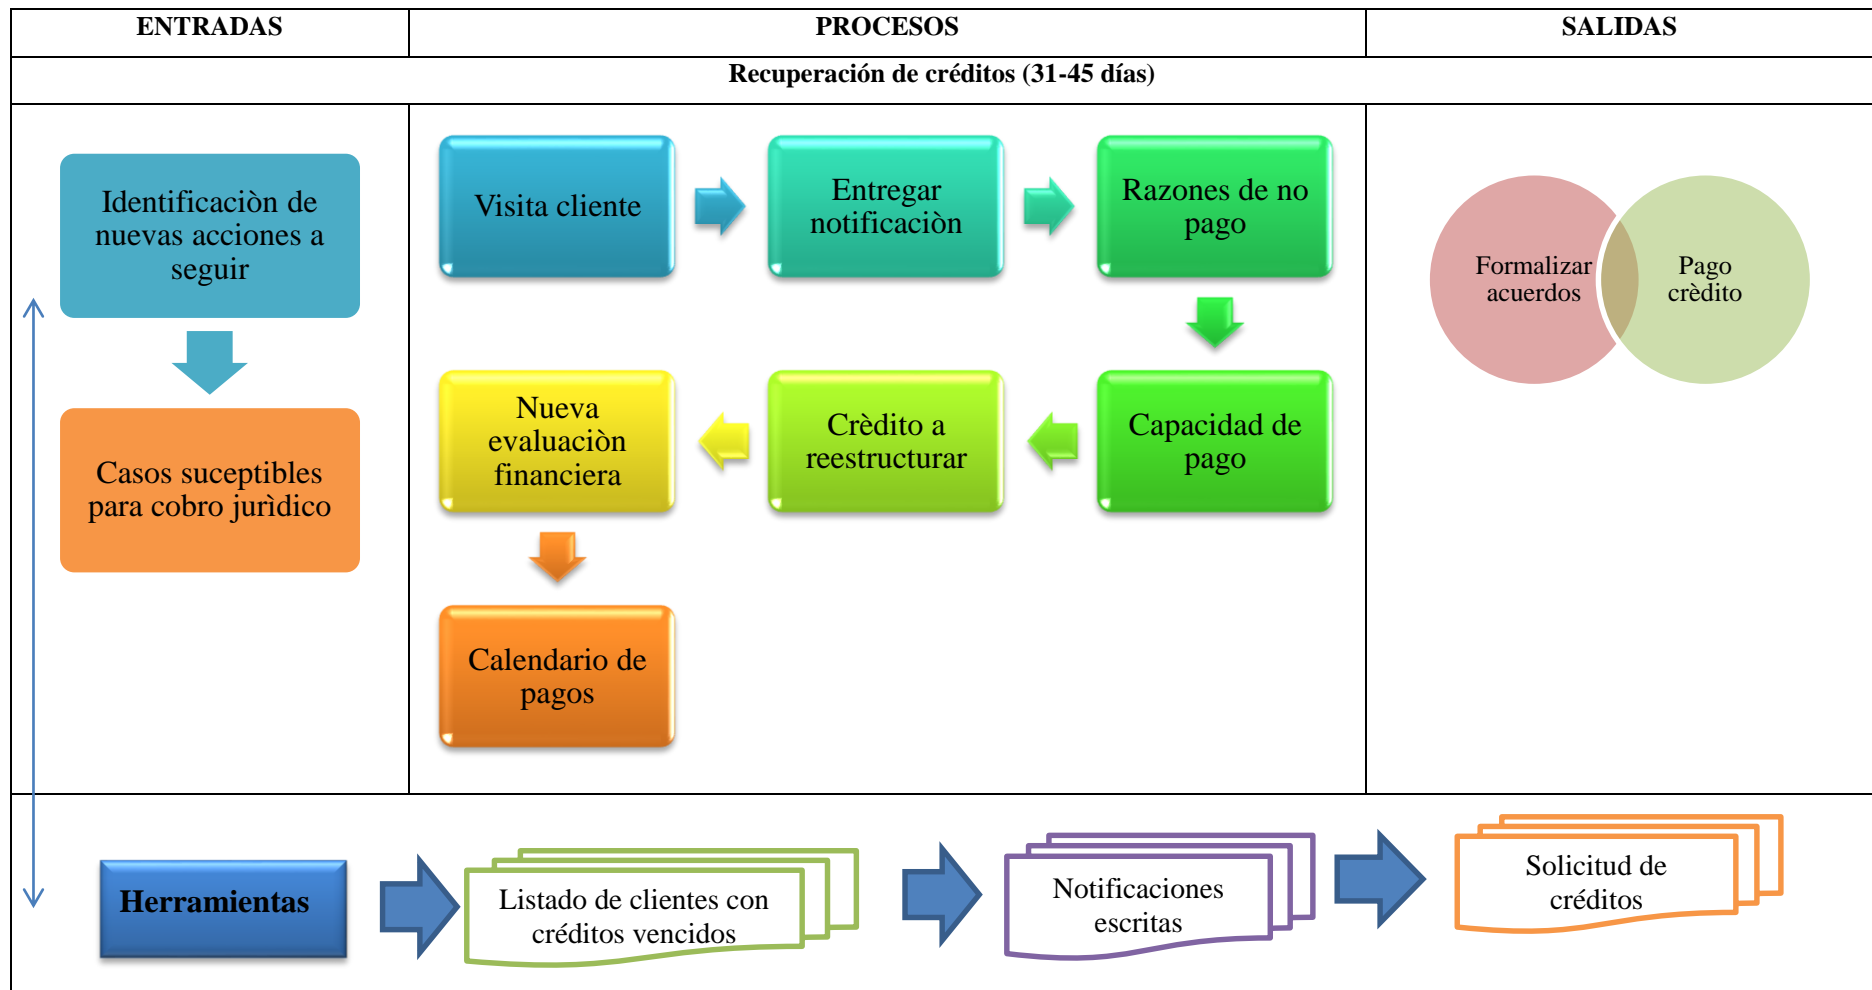 ENTRADAS
PROCESOS
SALIDAS
Recuperación de créditos (31-45 días)
Identificaciòn de
nuevas acciones a
seguir
Casos suceptibles
para cobro jurìdico
Visita cliente
Entregar
notificaciòn
Razones de no
pago
Capacidad de
pago
Crèdito a
reestructurar
Nueva
evaluaciòn
financiera
Calendario de
pagos
Formalizar
acuerdos
Pago
crèdito
Herramientas
Listado de clientes con
créditos vencidos
Notificaciones
escritas
Solicitud de
créditos